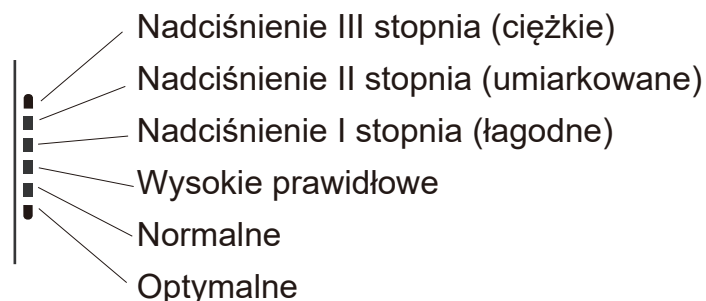 Nadciśnienie III stopnia (ciężkie)
Nadciśnienie II stopnia (umiarkowane)
Nadciśnienie I stopnia (łagodne)
Wysokie prawidłowe
Normalne
Optymalne